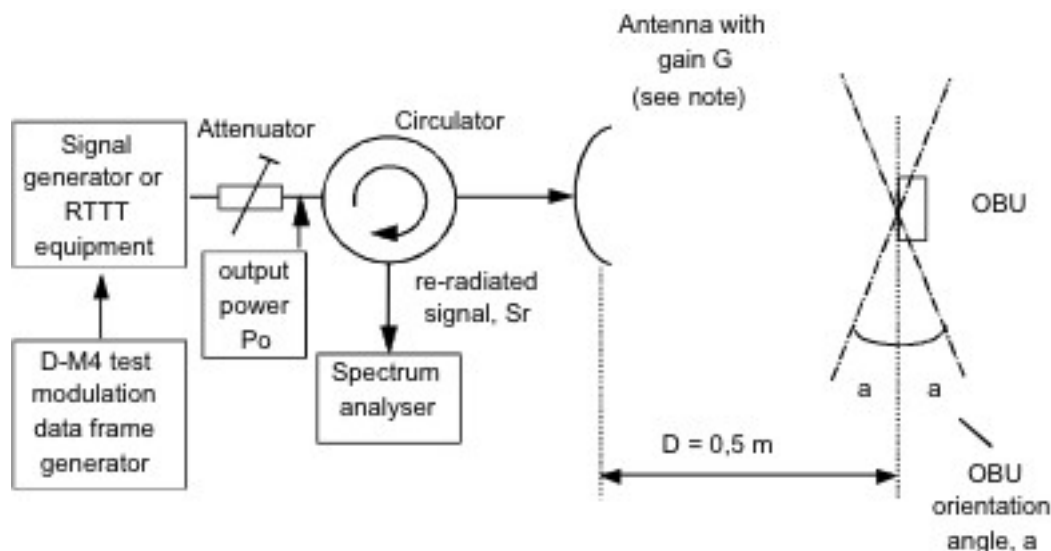 Antenna with
gain G
(see note)
Attenuator
Circulator
Signal
generator or
RTTT
equipment
OBU
output
power
Po
re-radiated
signal, Sr
D-M4 test
modulation
data frame
generator
Spectrum
analyser
a
a
D = 0,5 m
OBU
orientation
angle, a